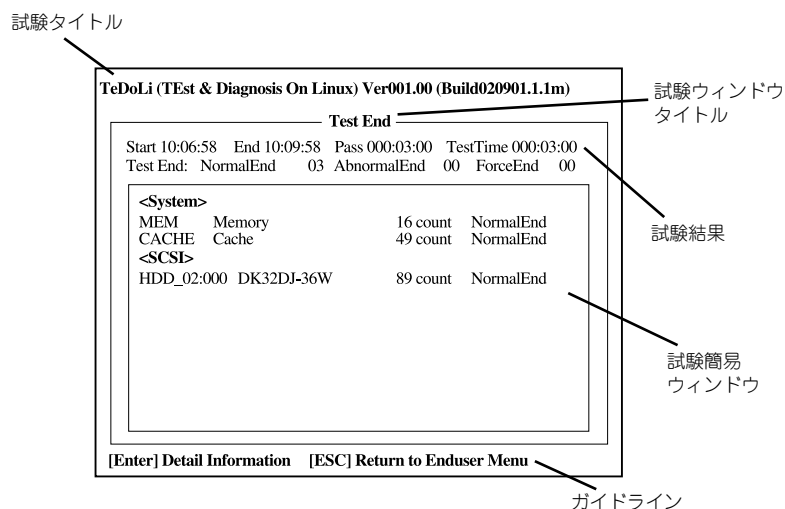 試験タイトル
TeDoLi (TEst & Diagnosis On Linux) Ver001.00 (Build020901.1.1m)
試験ウィンドウ
タイトル
Test End
Start 10:06:58 End 10:09:58 Pass 000:03:00 TestTime 000:03:00
Test End: NormalEnd 03 AbnormalEnd 00 ForceEnd 00
試験結果
<System>
MEM Memory 16 count NormalEnd
CACHE Cache 49 count NormalEnd
<SCSI>
HDD_02:000 DK32DJ-36W 89 count NormalEnd
試験簡易
ウィンドウ
[Enter] Detail Information [ESC] Return to Enduser Menu
ガイドライン